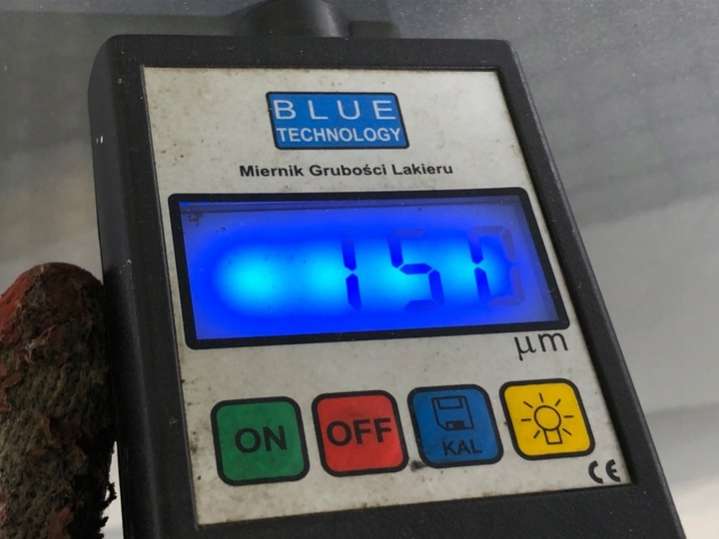 BLUE
TECHNOLOGY
Miernik Grubości Lakieru
150
µm
ON
OFF
KAL
CE